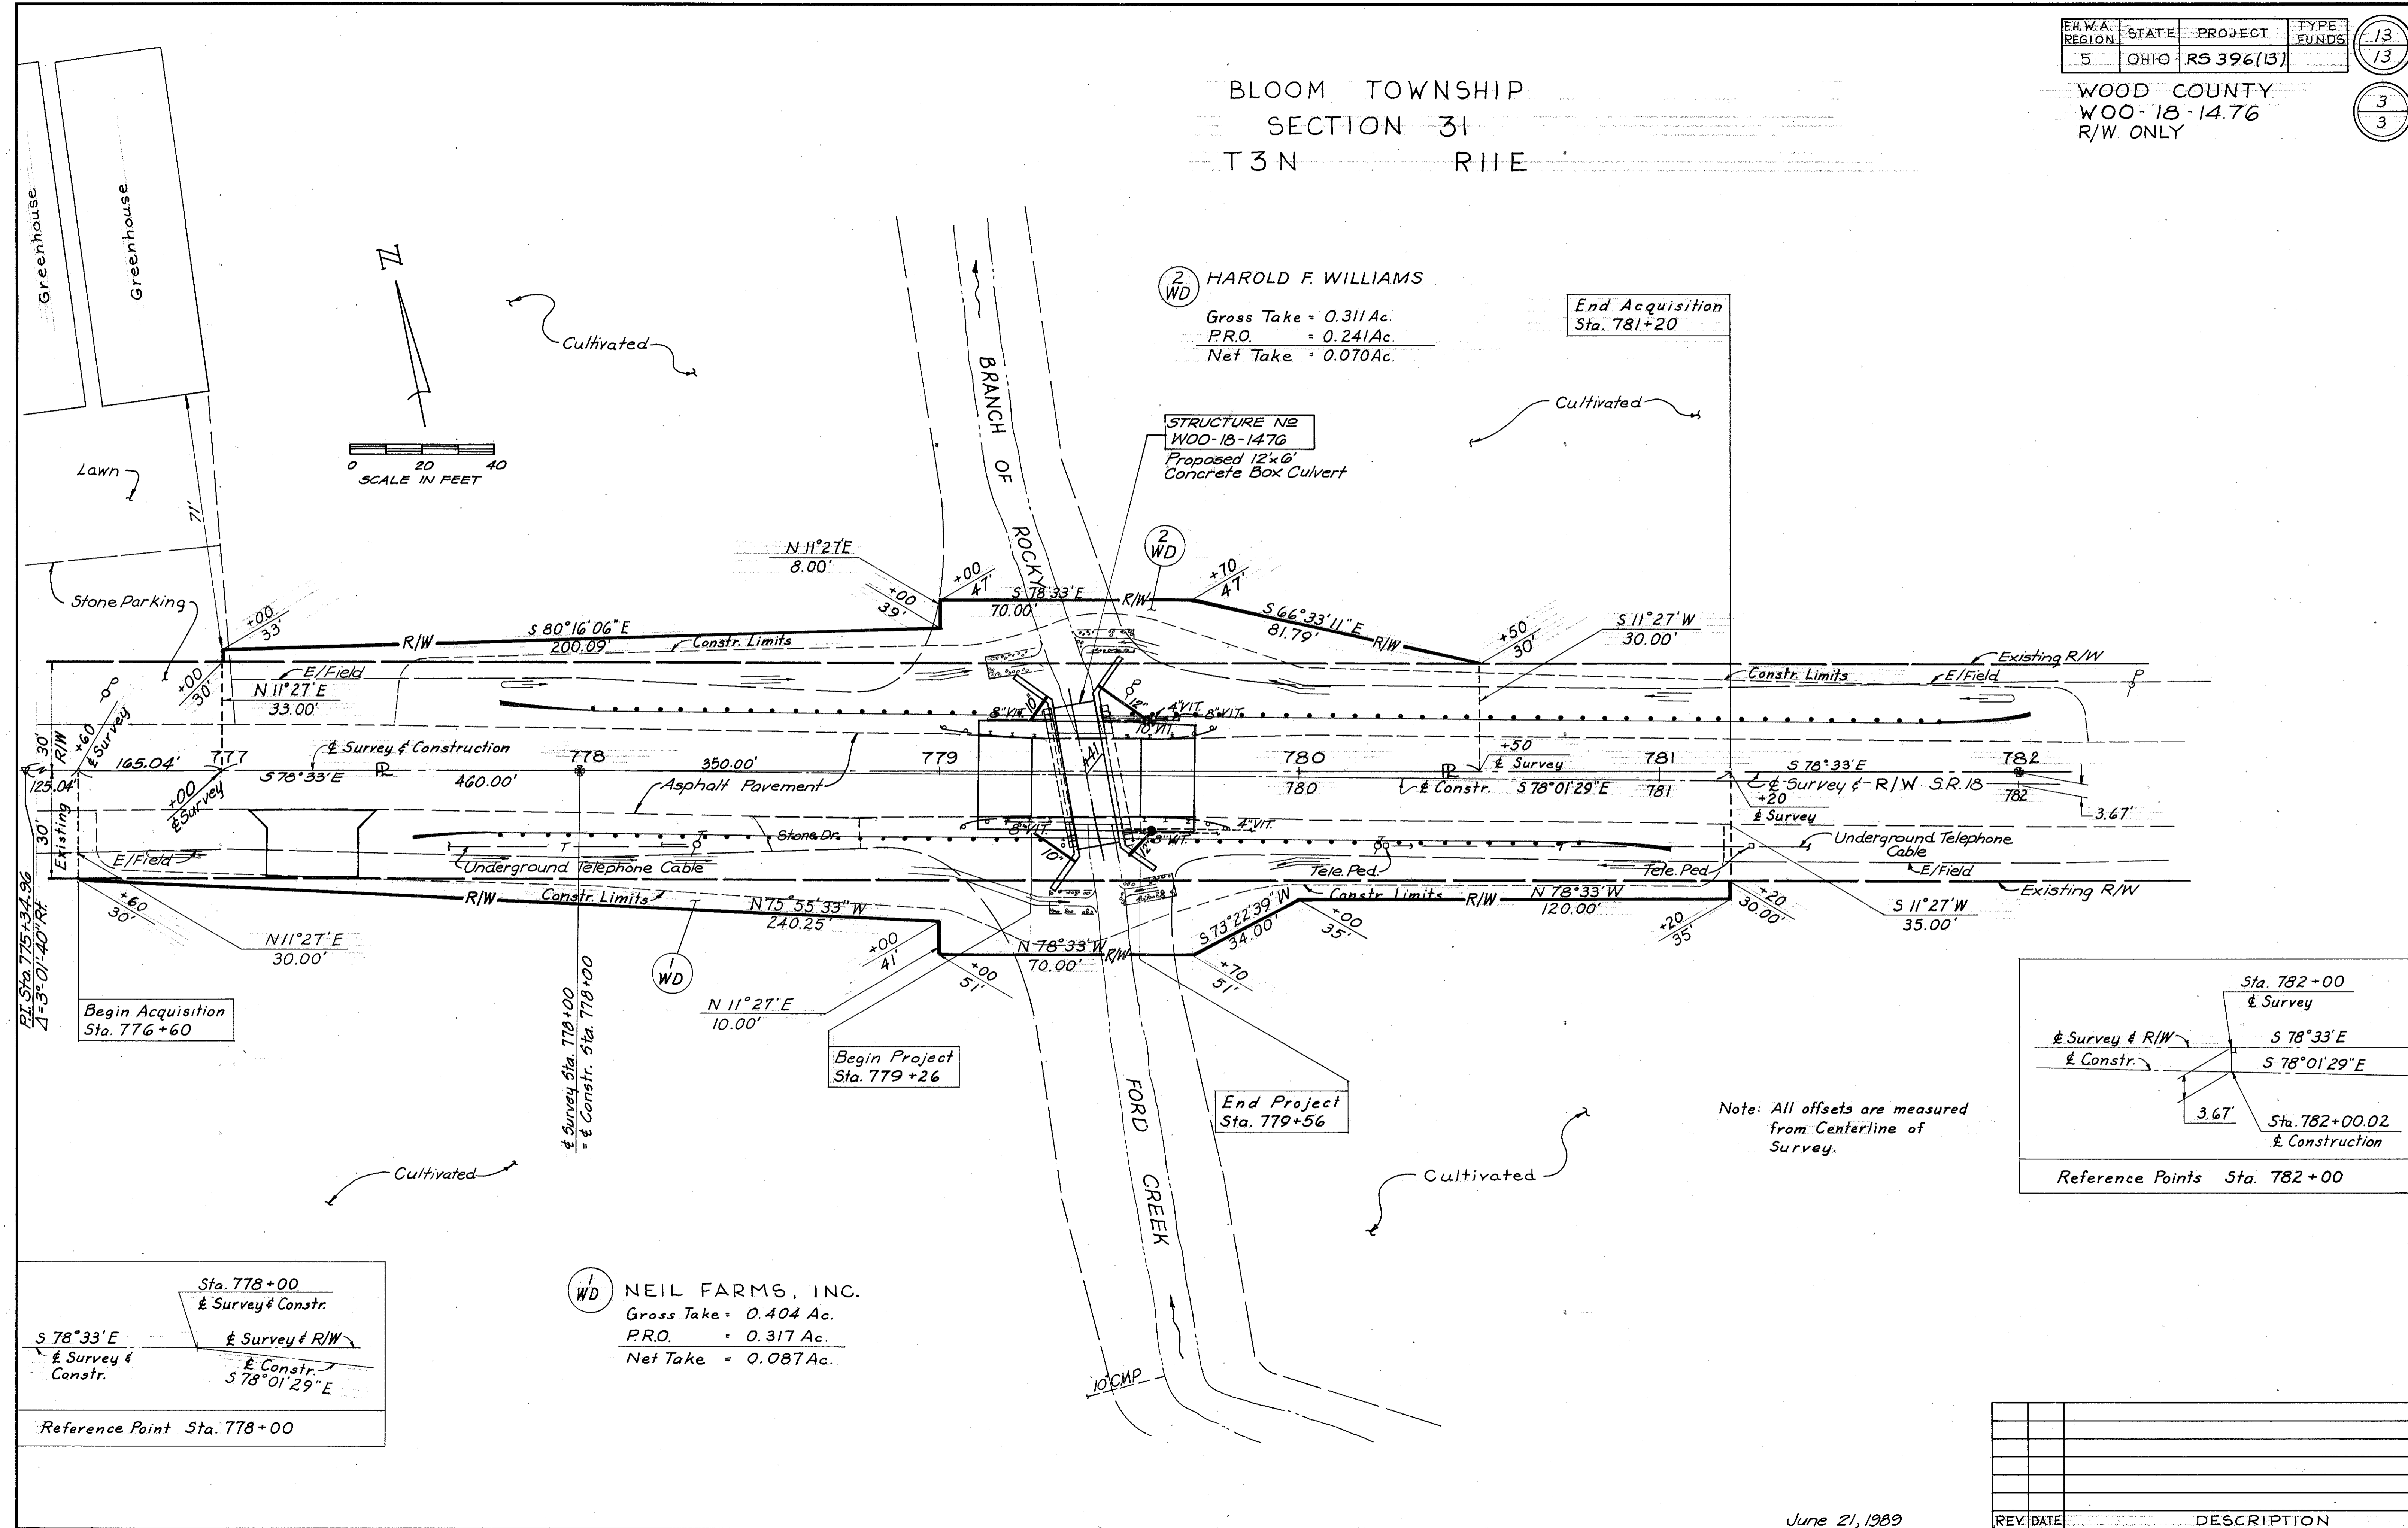 F.H.W.A. REGION STATE PROJECT TYPE FUNDS
5 OHIO RS 396(13)
13
13
WOOD COUNTY
WOO-18-14.76
R/W ONLY
3
3
BLOOM TOWNSHIP
SECTION 31
T3N R11E
Greenhouse
Greenhouse
N
Cultivated
0 20 40
SCALE IN FEET
Lawn
71'
Stone Parking
2
WD
HAROLD F. WILLIAMS
Gross Take = 0.311 Ac.
P.R.O. = 0.241 Ac.
Net Take = 0.070 Ac.
End Acquisition
Sta. 781+20
Cultivated
STRUCTURE Nº
WOO-18-1476
Proposed 12'x6'
Concrete Box Culvert
BRANCH OF ROCKY FORD CREEK
N 11°27'E
8.00'
+00
39'
+00
47'
S 78°33'E
70.00'
R/W
2
WD
+70
47'
S 66°33'11"E
81.79'
R/W
+50
30'
S 11°27'W
30.00'
+00
33'
R/W
S 80°16'06"E
200.09'
Constr. Limits
+00
30'
E/Field
N 11°27'E
33.00'
Existing R/W
Constr. Limits
E/Field
8"VIT.
10"
12"
4"VIT.
8"VIT.
10"VIT.
30'
R/W
+60
₵ Survey
165.04'
777
₵ Survey & Construction
S 78°33'E
460.00'
778
350.00'
779
+41
780
780
+50
₵ Survey
781
781
S 78°33'E
782
782
125.04'
+00
₵ Survey
Asphalt Pavement
₵ Constr. S 78°01'29"E
₵ Survey & R/W S.R. 18
+20
₵ Survey
3.67'
30'
Existing
E/Field
Stone Dr.
8"VIT.
10"
12"
8"VIT.
4"VIT.
T
T
Underground Telephone Cable
Tele. Ped.
Tele. Ped.
Underground Telephone
Cable
E/Field
Existing R/W
+60
30'
R/W
Constr. Limits
N 75°55'33"W
240.25'
+00
41'
+00
51'
N 78°33'W
70.00'
R/W
+70
51'
S 73°22'39"W
34.00'
+00
35'
Constr. Limits
R/W
N 78°33'W
120.00'
+20
35'
+20
30.00'
S 11°27'W
35.00'
P.I. Sta. 775+34.96
Δ=3°-01'-40"Rt.
N 11°27'E
30.00'
Begin Acquisition
Sta. 776+60
1
WD
N 11°27'E
10.00'
₵ Survey Sta. 778+00
= ₵ Constr. Sta. 778+00
Begin Project
Sta. 779+26
End Project
Sta. 779+56
Cultivated
Cultivated
Note: All offsets are measured
from Centerline of
Survey.
Sta. 782+00
₵ Survey
₵ Survey & R/W
S 78°33'E
₵ Constr.
S 78°01'29"E
3.67'
Sta. 782+00.02
₵ Construction
Reference Points Sta. 782+00
Sta. 778+00
₵ Survey & Constr.
S 78°33'E
₵ Survey &
Constr.
₵ Survey & R/W
₵ Constr.
S 78°01'29"E
Reference Point Sta. 778+00
1
WD
NEIL FARMS, INC.
Gross Take = 0.404 Ac.
P.R.O. = 0.317 Ac.
Net Take = 0.087 Ac.
10"CMP
June 21, 1989
REV. DATE DESCRIPTION